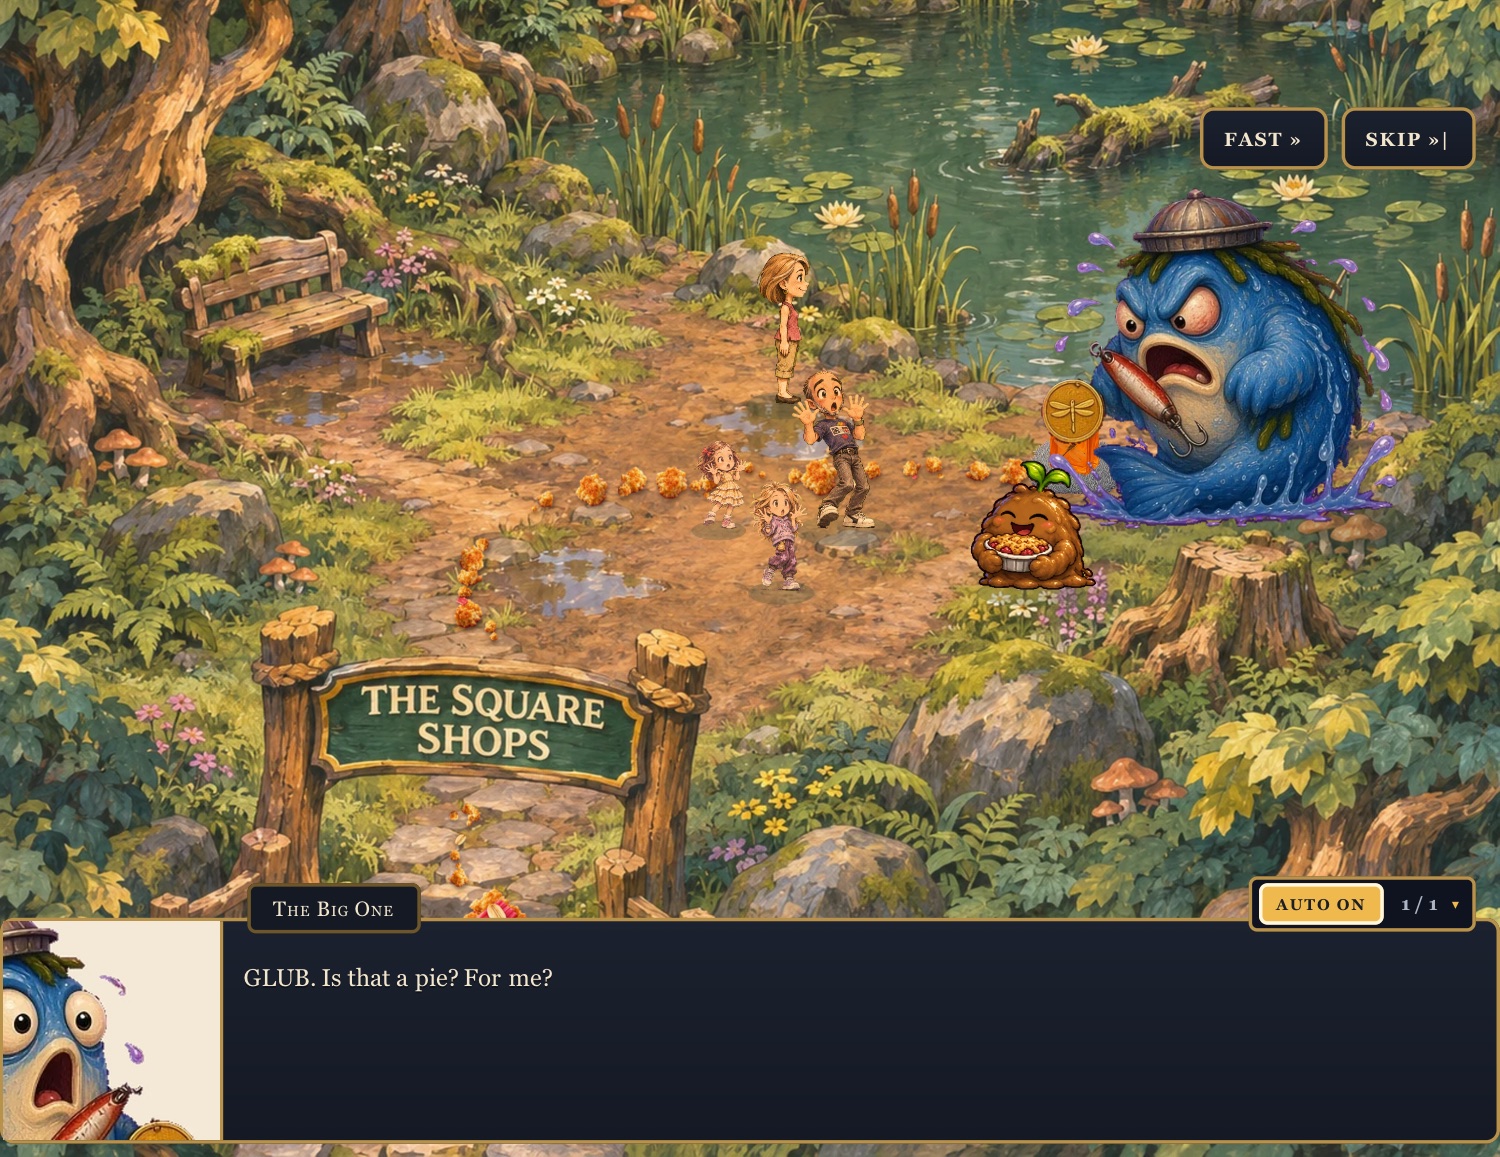 FAST »
SKIP »|
THE SQUARE
SHOPS
The Big One
AUTO ON
1 / 1 ▼
GLUB. Is that a pie? For me?